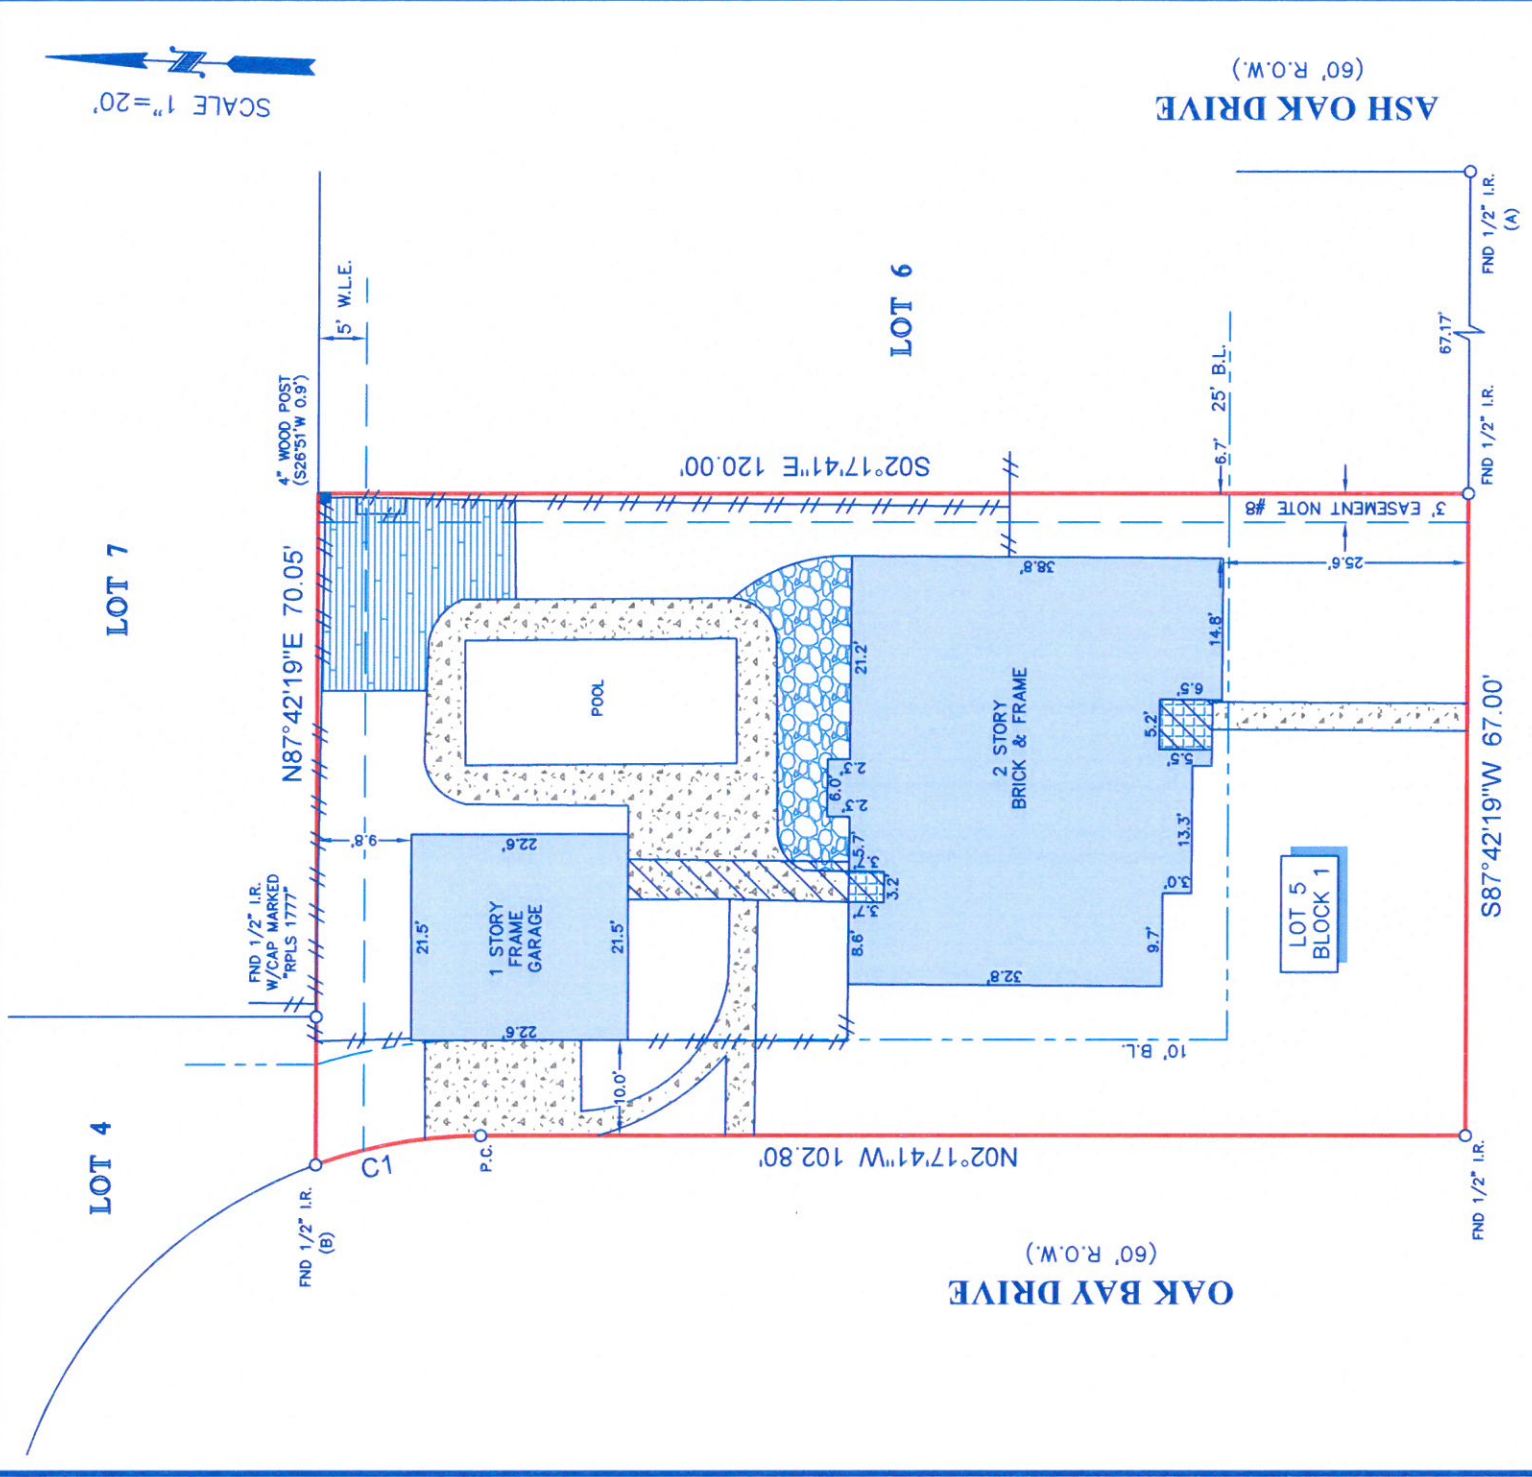 SCALE 1"=20'
ASH OAK DRIVE
(60' R.O.W.)
LOT 7
LOT 6
LOT 4
5' W.L.E.
4" WOOD POST
(S26°51'W 0.9')
N87°42'19"E 70.05'
S02°17'41"E 120.00'
FND 1/2" I.R.
W/CAP MARKED
"RPLS 1777"
9.8'
21.5'
22.6'
1 STORY
FRAME
GARAGE
21.5'
22.6'
POOL
10.0'
C1
P.C.
FND 1/2" I.R.
(B)
N02°17'41"W 102.80'
OAK BAY DRIVE
(60' R.O.W.)
21.2'
2.3'
6.0'
2.3'
5.7'
3.7'
3.2'
3.7'
8.6'
32.8'
38.8'
2 STORY
BRICK & FRAME
14.8'
6.5'
5.2'
5.5'
13.3'
3.0'
9.7'
10' B.L.
6.7'
25' B.L.
3' EASEMENT NOTE #8
25.6'
LOT 5
BLOCK 1
S87°42'19"W 67.00'
67.17'
FND 1/2" I.R.
(A)
FND 1/2" I.R.
FND 1/2" I.R.